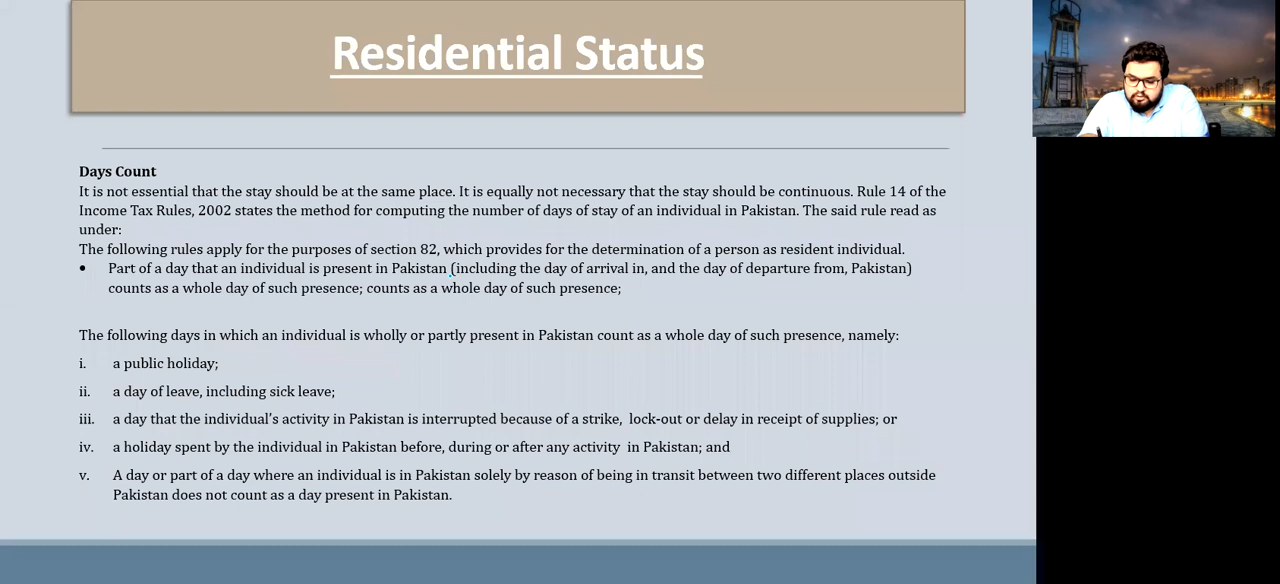 Residential Status
Days Count
It is not essential that the stay should be at the same place. It is equally not necessary that the stay should be continuous. Rule 14 of the
Income Tax Rules, 2002 states the method for computing the number of days of stay of an individual in Pakistan. The said rule read as
under:
The following rules apply for the purposes of section 82, which provides for the determination of a person as resident individual.
• Part of a day that an individual is present in Pakistan (including the day of arrival in, and the day of departure from, Pakistan)
counts as a whole day of such presence; counts as a whole day of such presence;
The following days in which an individual is wholly or partly present in Pakistan count as a whole day of such presence, namely:
i. a public holiday;
ii. a day of leave, including sick leave;
iii. a day that the individual's activity in Pakistan is interrupted because of a strike, lock-out or delay in receipt of supplies; or
iv. a holiday spent by the individual in Pakistan before, during or after any activity in Pakistan; and
v. A day or part of a day where an individual is in Pakistan solely by reason of being in transit between two different places outside
Pakistan does not count as a day present in Pakistan.